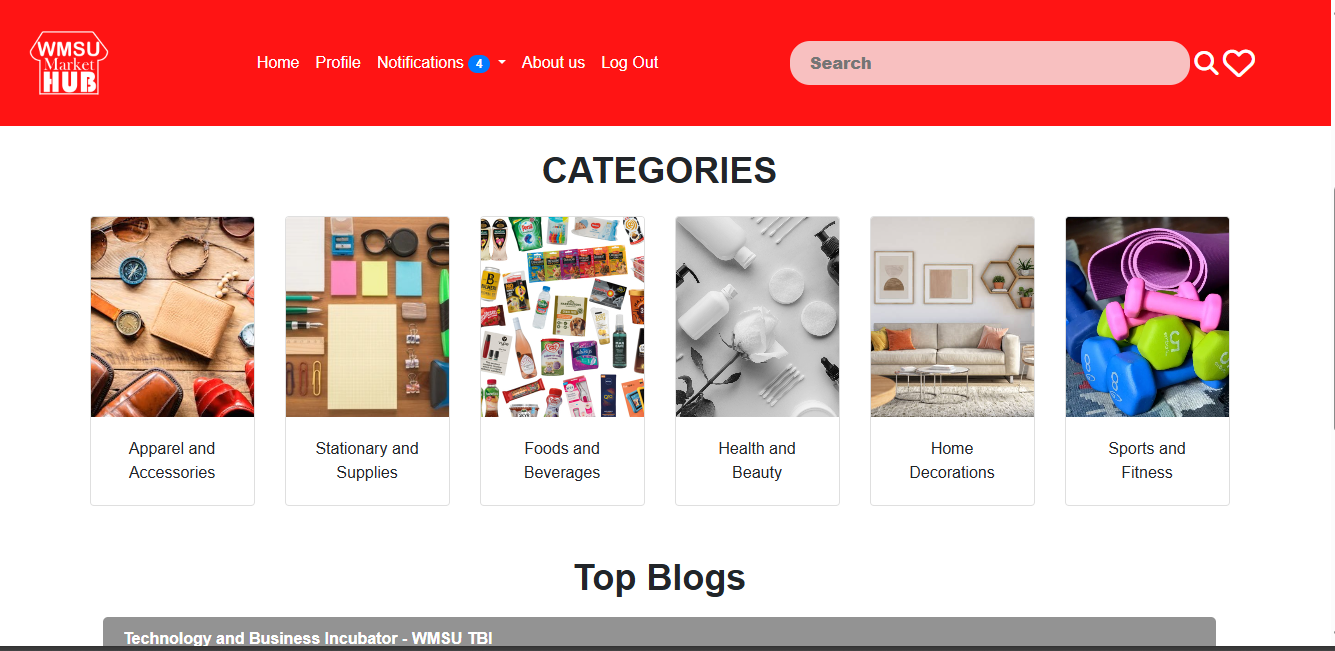 WMSU
Market
HUB
Home Profile Notifications 4 About us Log Out
Search
CATEGORIES
Apparel and
Accessories
Stationary and
Supplies
Foods and
Beverages
Health and
Beauty
Home
Decorations
Sports and
Fitness
Top Blogs
Technology and Business Incubator - WMSU TBI